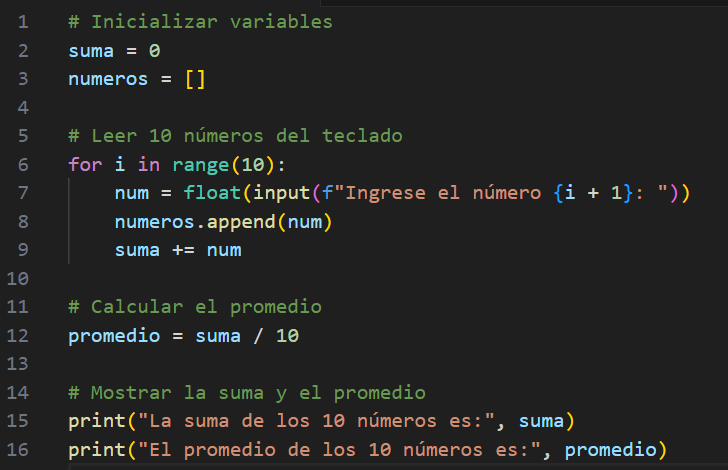 1 # Inicializar variables
2 suma = 0
3 numeros = []
4
5 # Leer 10 números del teclado
6 for i in range(10):
7     num = float(input(f"Ingrese el número {i + 1}: "))
8     numeros.append(num)
9     suma += num
10
11 # Calcular el promedio
12 promedio = suma / 10
13
14 # Mostrar la suma y el promedio
15 print("La suma de los 10 números es:", suma)
16 print("El promedio de los 10 números es:", promedio)